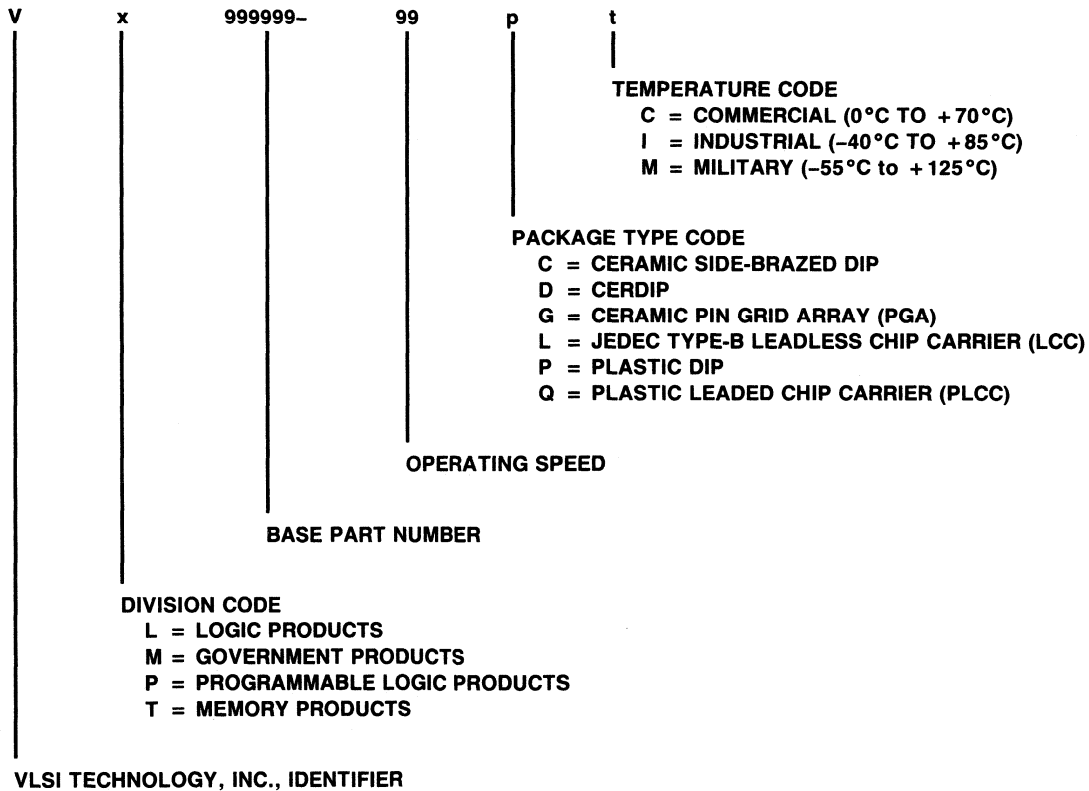 V x 999999– 99 p t
TEMPERATURE CODE
C = COMMERCIAL (0°C TO +70°C)
I = INDUSTRIAL (–40°C TO +85°C)
M = MILITARY (–55°C to +125°C)
PACKAGE TYPE CODE
C = CERAMIC SIDE-BRAZED DIP
D = CERDIP
G = CERAMIC PIN GRID ARRAY (PGA)
L = JEDEC TYPE-B LEADLESS CHIP CARRIER (LCC)
P = PLASTIC DIP
Q = PLASTIC LEADED CHIP CARRIER (PLCC)
OPERATING SPEED
BASE PART NUMBER
DIVISION CODE
L = LOGIC PRODUCTS
M = GOVERNMENT PRODUCTS
P = PROGRAMMABLE LOGIC PRODUCTS
T = MEMORY PRODUCTS
VLSI TECHNOLOGY, INC., IDENTIFIER